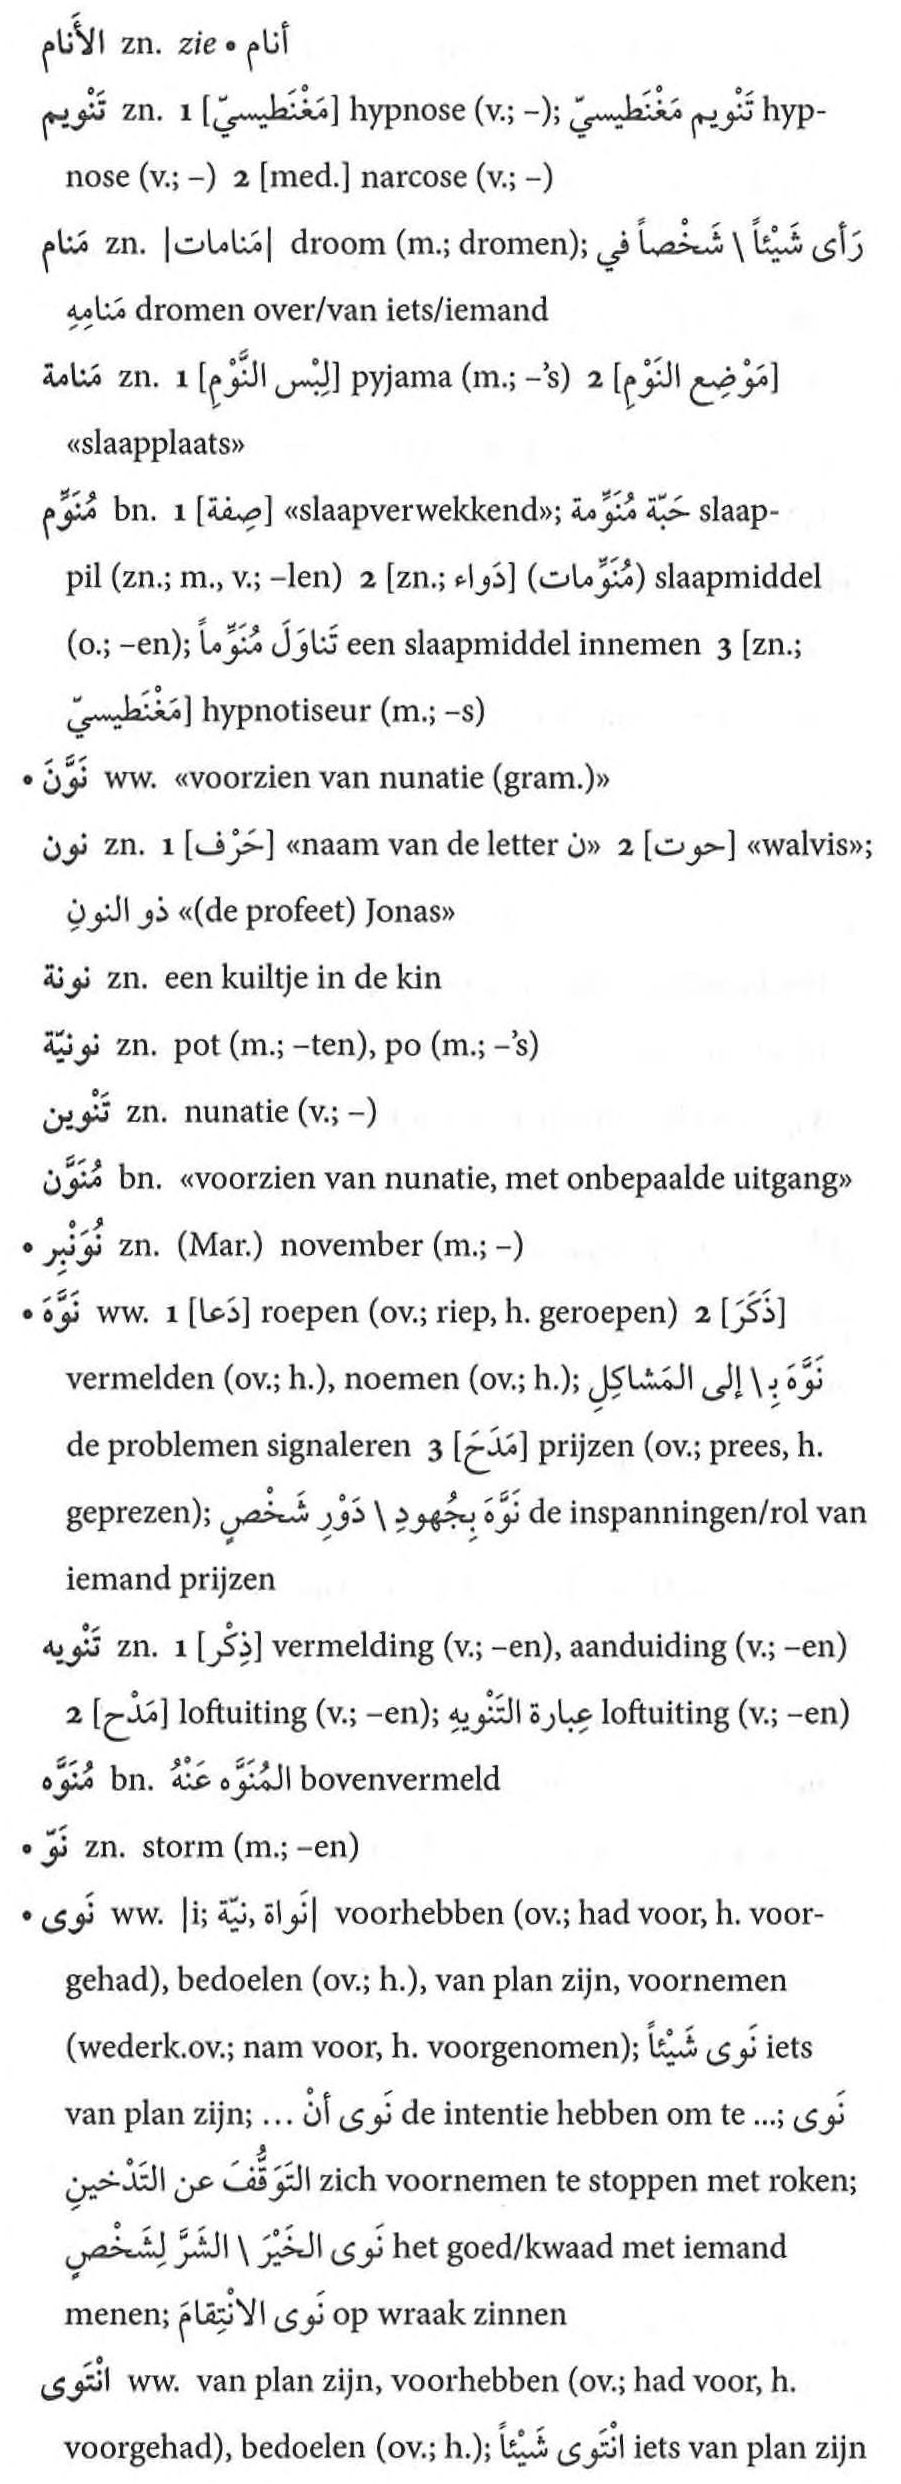 الأَنام zn. zie • أنام
تَنْويم zn. 1 [مَغْنَطيسيّ] hypnose (v.; –); تَنْويم مَغْنَطيسيّ hyp-
nose (v.; –) 2 [med.] narcose (v.; –)
مَنام zn. |مَنامات| droom (m.; dromen); رَأى شَيْئاً \ شَخْصاً في
مَنامِهِ dromen over/van iets/iemand
مَنامة zn. 1 [لِبْس النَّوْمِ] pyjama (m.; –’s) 2 [مَوْضِع النَوْمِ]
«slaapplaats»
مُنَوِّم bn. 1 [صِفة] «slaapverwekkend»; حَبّة مُنَوِّمة slaap-
pil (zn.; m., v.; –len) 2 [zn.; دَواء] (مُنَوِّمات) slaapmiddel
(o.; –en); تَناوَلَ مُنَوِّماً een slaapmiddel innemen 3 [zn.;
مَغْنَطيسيّ] hypnotiseur (m.; –s)
• نَوَّنَ ww. «voorzien van nunatie (gram.)»
نون zn. 1 [حَرْف] «naam van de letter ن» 2 [حوت] «walvis»;
ذو النونِ «(de profeet) Jonas»
نونة zn. een kuiltje in de kin
نونيّة zn. pot (m.; –ten), po (m.; –’s)
تَنْوين zn. nunatie (v.; –)
مُنَوَّن bn. «voorzien van nunatie, met onbepaalde uitgang»
• نُوَنْبِر zn. (Mar.) november (m.; –)
• نَوَّهَ ww. 1 [دَعا] roepen (ov.; riep, h. geroepen) 2 [ذَكَرَ]
vermelden (ov.; h.), noemen (ov.; h.); نَوَّهَ بِـ \ إلى المَشاكِلِ
de problemen signaleren 3 [مَدَحَ] prijzen (ov.; prees, h.
geprezen); نَوَّهَ بِجُهودِ \ دَوْرِ شَخْصٍ de inspanningen/rol van
iemand prijzen
تَنْويه zn. 1 [ذِكْر] vermelding (v.; –en), aanduiding (v.; –en)
2 [مَدْح] loftuiting (v.; –en); عِبارة التَنْويهِ loftuiting (v.; –en)
مُنَوَّه bn. المُنَوَّه عَنْهُ bovenvermeld
• نَوّ zn. storm (m.; –en)
• نَوى ww. |i; نيّة, نَواة| voorhebben (ov.; had voor, h. voor-
gehad), bedoelen (ov.; h.), van plan zijn, voornemen
(wederk.ov.; nam voor, h. voorgenomen); نَوى شَيْئاً iets
van plan zijn; نَوى أنْ ... de intentie hebben om te ...; نَوى
التَوَقُّفَ عن التَدْخينِ zich voornemen te stoppen met roken;
نَوى الخَيْرَ \ الشَرَّ لِشَخْصٍ het goed/kwaad met iemand
menen; نَوى الانْتِقامَ op wraak zinnen
انْتَوى ww. van plan zijn, voorhebben (ov.; had voor, h.
voorgehad), bedoelen (ov.; h.); انْتَوى شَيْئاً iets van plan zijn